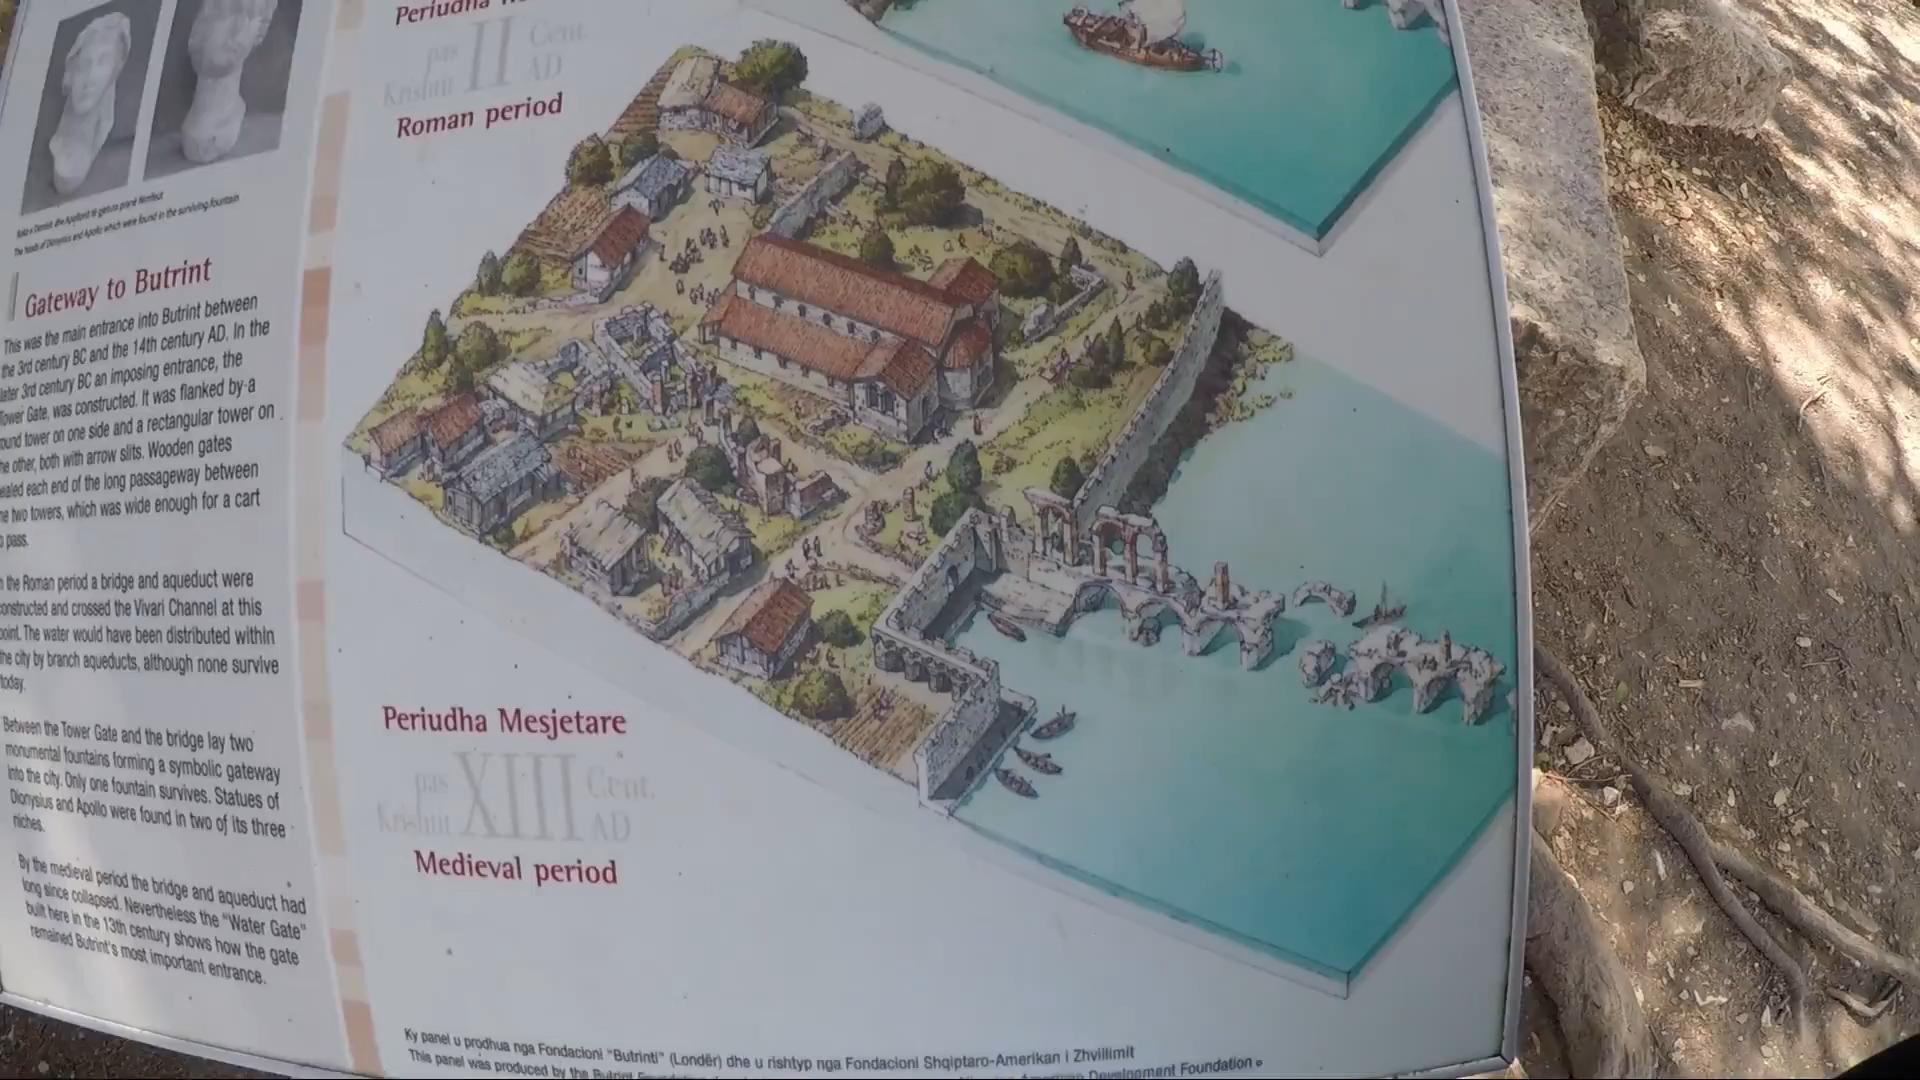 Koka e Dionisit dhe Apollonit të gjetura pranë Nimfeut
The heads of Dionysius and Apollo which were found in the surviving fountain
Gateway to Butrint
This was the main entrance into Butrint between
the 3rd century BC and the 14th century AD. In the
later 3rd century BC an imposing entrance, the
Tower Gate, was constructed. It was flanked by a
round tower on one side and a rectangular tower on
the other, both with arrow slits. Wooden gates
sealed each end of the long passageway between
the two towers, which was wide enough for a cart
to pass.
In the Roman period a bridge and aqueduct were
constructed and crossed the Vivari Channel at this
point. The water would have been distributed within
the city by branch aqueducts, although none survive
today.
Between the Tower Gate and the bridge lay two
monumental fountains forming a symbolic gateway
into the city. Only one fountain survives. Statues of
Dionysius and Apollo were found in two of its three
niches.
By the medieval period the bridge and aqueduct had
long since collapsed. Nevertheless the "Water Gate"
built here in the 13th century shows how the gate
remained Butrint's most important entrance.
Periudha
pas Krishtit II Cent. AD
Roman period
Periudha Mesjetare
pas Krishtit XIII Cent. AD
Medieval period
Ky panel u prodhua nga Fondacioni "Butrinti" (Londër) dhe u rishtyp nga Fondacioni Shqiptaro-Amerikan i Zhvillimit
This panel was produced by the Butrint American Development Foundation